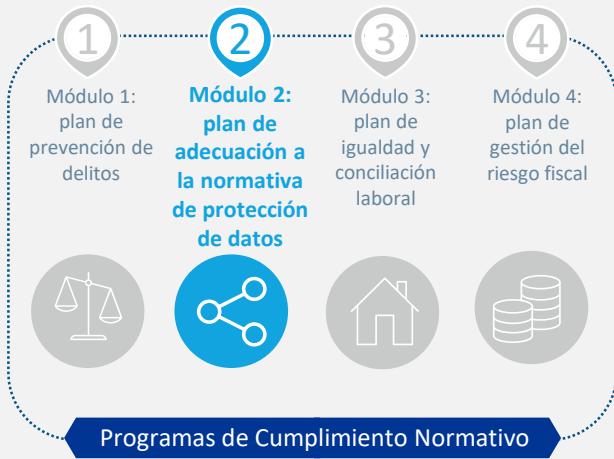 1
2
3
4
Módulo 1:
plan de
prevención de
delitos
Módulo 2:
plan de
adecuación a
la normativa
de protección
de datos
Módulo 3:
plan de
igualdad y
conciliación
laboral
Módulo 4:
plan de
gestión del
riesgo fiscal
Programas de Cumplimiento Normativo